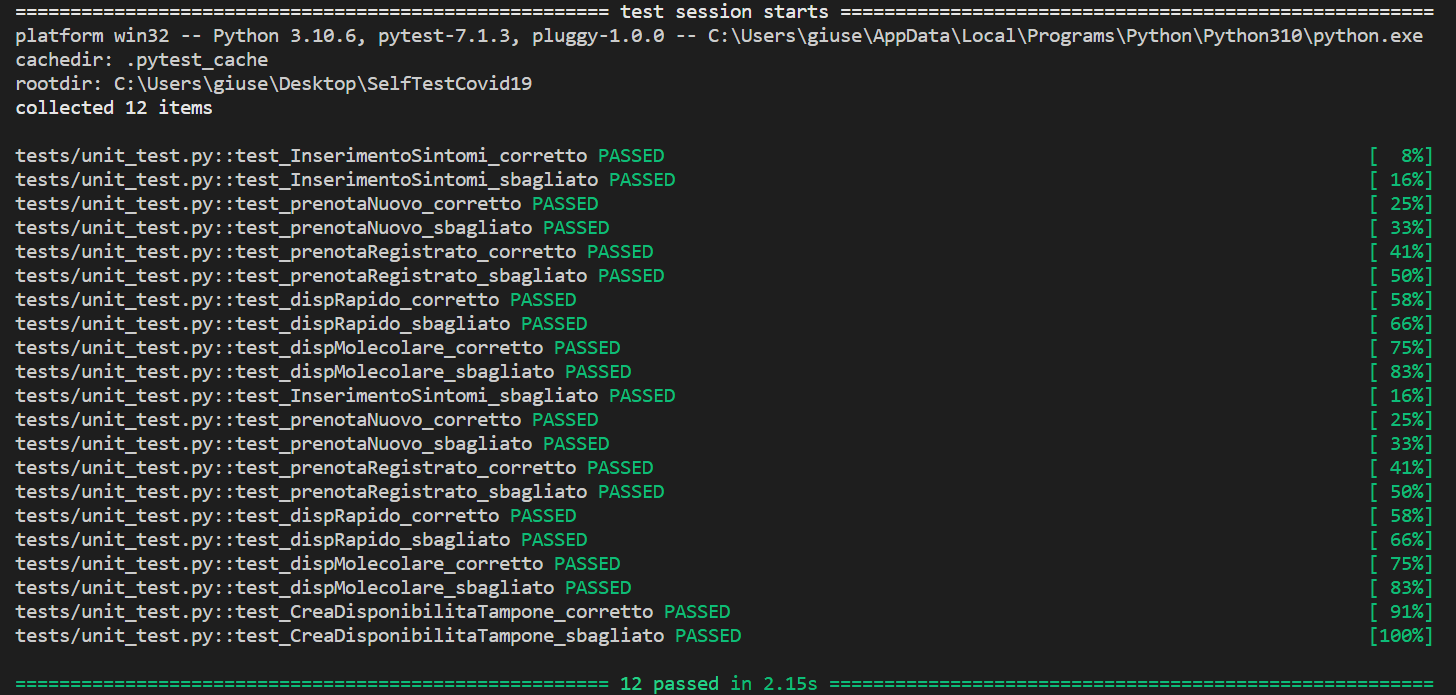 ====================================================== test session starts ======================================================
platform win32 -- Python 3.10.6, pytest-7.1.3, pluggy-1.0.0 -- C:\Users\giuse\AppData\Local\Programs\Python\Python310\python.exe
cachedir: .pytest_cache
rootdir: C:\Users\giuse\Desktop\SelfTestCovid19
collected 12 items
tests/unit_test.py::test_InserimentoSintomi_corretto PASSED [  8%]
tests/unit_test.py::test_InserimentoSintomi_sbagliato PASSED [ 16%]
tests/unit_test.py::test_prenotaNuovo_corretto PASSED [ 25%]
tests/unit_test.py::test_prenotaNuovo_sbagliato PASSED [ 33%]
tests/unit_test.py::test_prenotaRegistrato_corretto PASSED [ 41%]
tests/unit_test.py::test_prenotaRegistrato_sbagliato PASSED [ 50%]
tests/unit_test.py::test_dispRapido_corretto PASSED [ 58%]
tests/unit_test.py::test_dispRapido_sbagliato PASSED [ 66%]
tests/unit_test.py::test_dispMolecolare_corretto PASSED [ 75%]
tests/unit_test.py::test_dispMolecolare_sbagliato PASSED [ 83%]
tests/unit_test.py::test_InserimentoSintomi_sbagliato PASSED [ 16%]
tests/unit_test.py::test_prenotaNuovo_corretto PASSED [ 25%]
tests/unit_test.py::test_prenotaNuovo_sbagliato PASSED [ 33%]
tests/unit_test.py::test_prenotaRegistrato_corretto PASSED [ 41%]
tests/unit_test.py::test_prenotaRegistrato_sbagliato PASSED [ 50%]
tests/unit_test.py::test_dispRapido_corretto PASSED [ 58%]
tests/unit_test.py::test_dispRapido_sbagliato PASSED [ 66%]
tests/unit_test.py::test_dispMolecolare_corretto PASSED [ 75%]
tests/unit_test.py::test_dispMolecolare_sbagliato PASSED [ 83%]
tests/unit_test.py::test_CreaDisponibilitaTampone_corretto PASSED [ 91%]
tests/unit_test.py::test_CreaDisponibilitaTampone_sbagliato PASSED [100%]
====================================================== 12 passed in 2.15s =======================================================